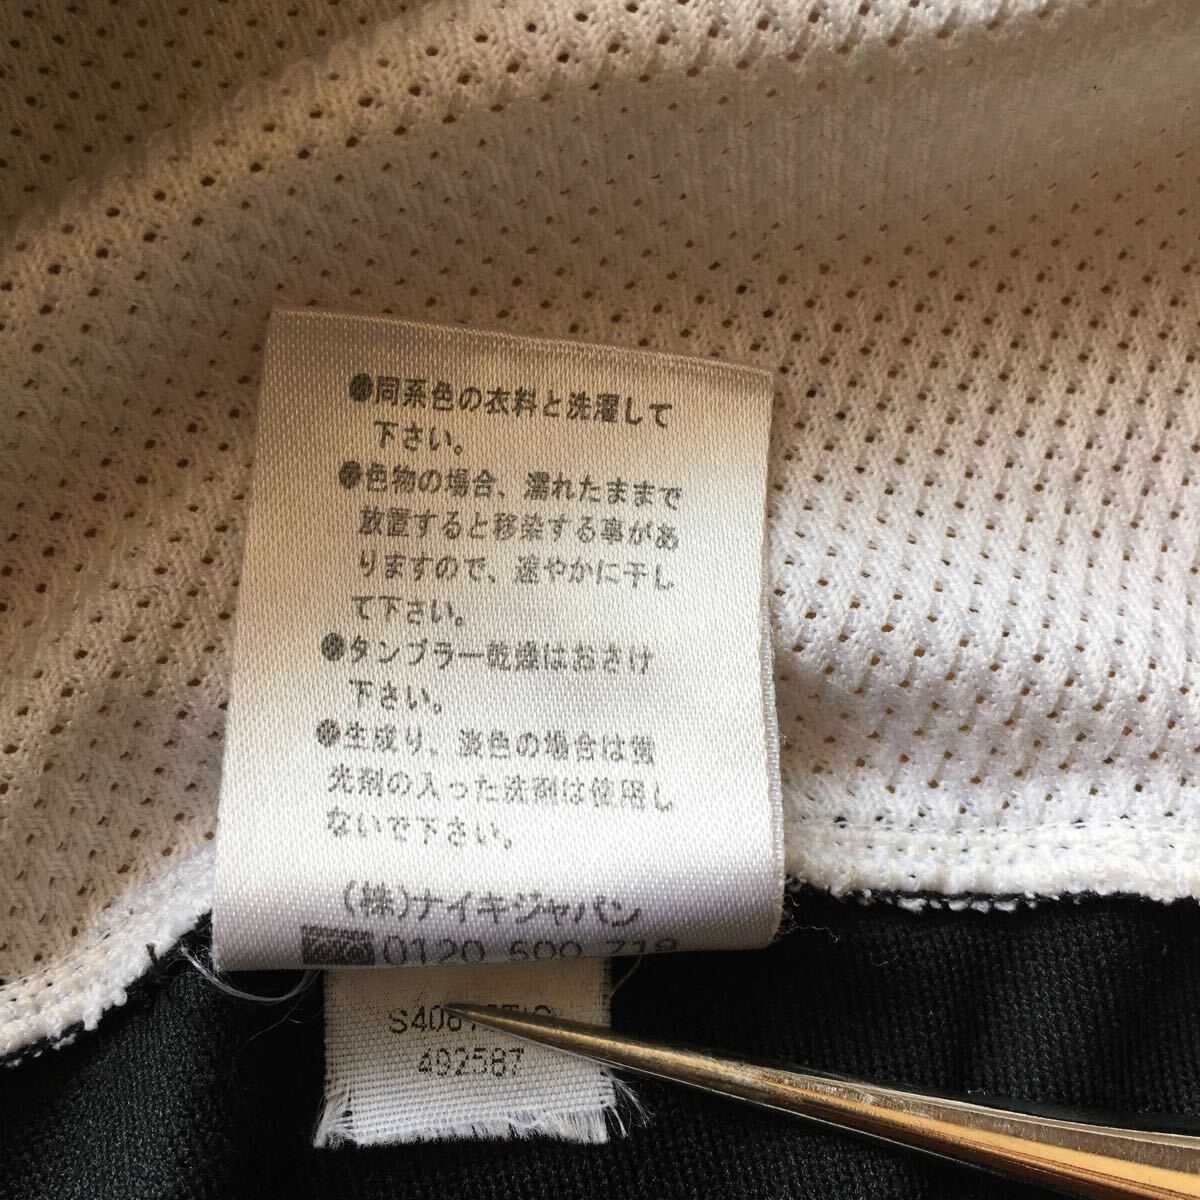 ●同系色の衣料と洗濯して
下さい。
●色物の場合、濡れたままで
放置すると移染する事があ
りますので、速やかに干し
て下さい。
●タンブラー乾燥はおさけ
下さい。
●生成り、淡色の場合は蛍
光剤の入った洗剤は使用し
ないで下さい。
(株)ナイキジャパン
0120 500 719
492587